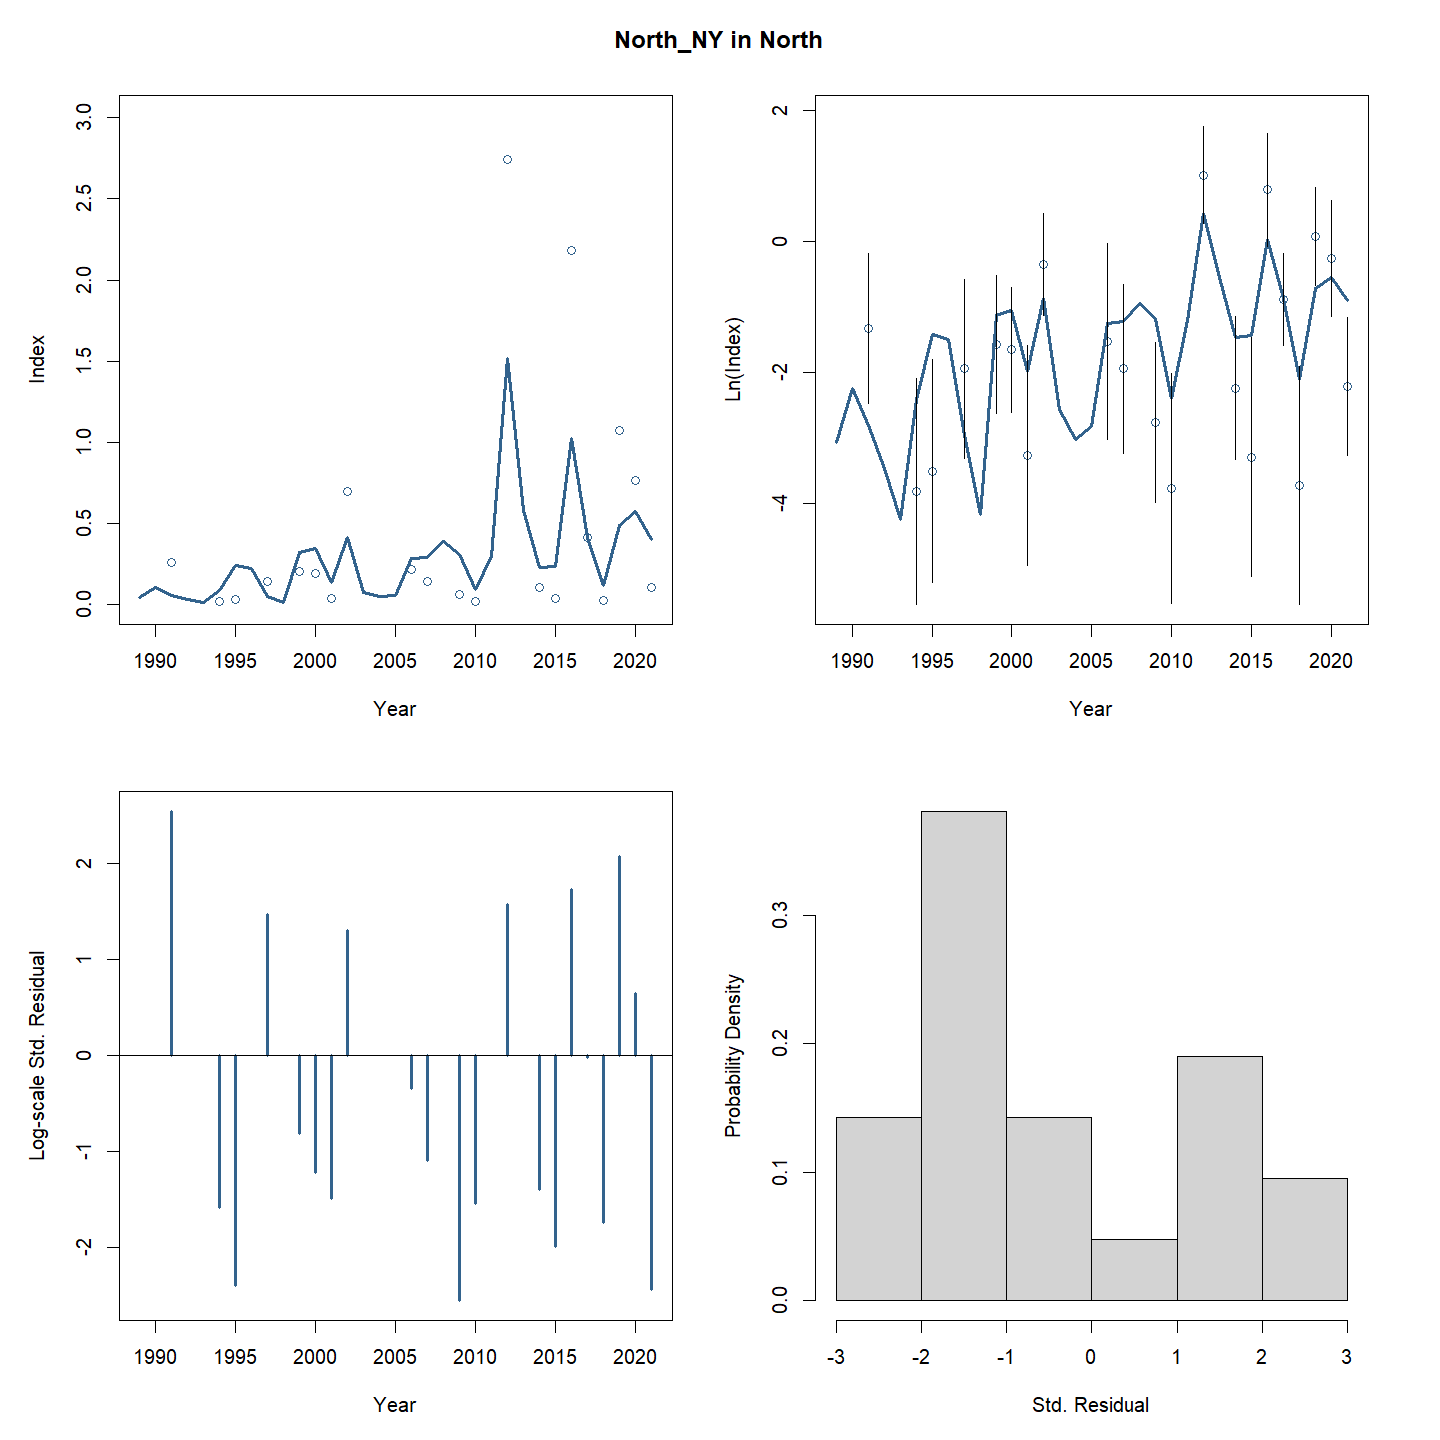 North_NY in North
3.0
2.5
2.0
1.5
1.0
0.5
0.0
Index
1990 1995 2000 2005 2010 2015 2020
Year
2
0
-2
-4
Ln(Index)
1990 1995 2000 2005 2010 2015 2020
Year
2
1
0
-1
-2
Log-scale Std. Residual
1990 1995 2000 2005 2010 2015 2020
Year
0.3
0.2
0.1
0.0
Probability Density
-3 -2 -1 0 1 2 3
Std. Residual